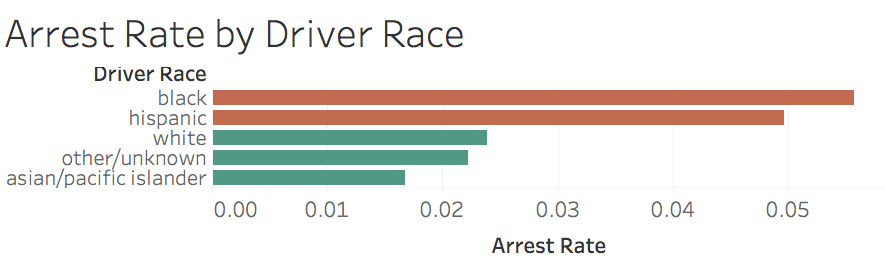 Arrest Rate by Driver Race
Driver Race
black
hispanic
white
other/unknown
asian/pacific islander
0.00 0.01 0.02 0.03 0.04 0.05
Arrest Rate